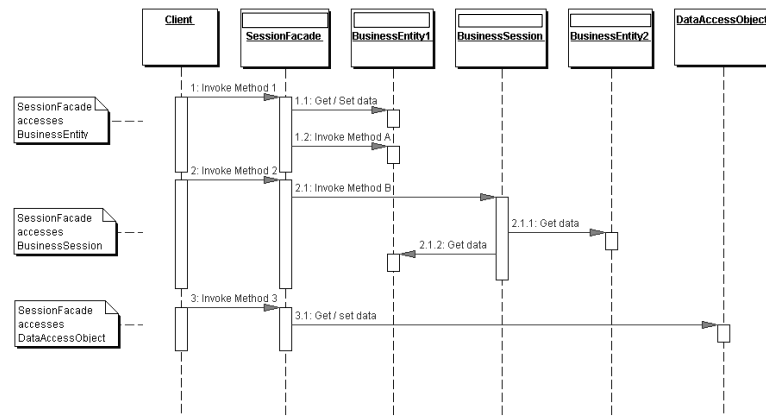 Client
SessionFacade
BusinessEntity1
BusinessSession
BusinessEntity2
DataAccessObject
1: Invoke Method 1
SessionFacade
accesses
BusinessEntity
1.1: Get / Set data
1.2: Invoke Method A
2: Invoke Method 2
2.1: Invoke Method B
SessionFacade
accesses
BusinessSession
2.1.1: Get data
2.1.2: Get data
3: Invoke Method 3
SessionFacade
accesses
DataAccessObject
3.1: Get / set data